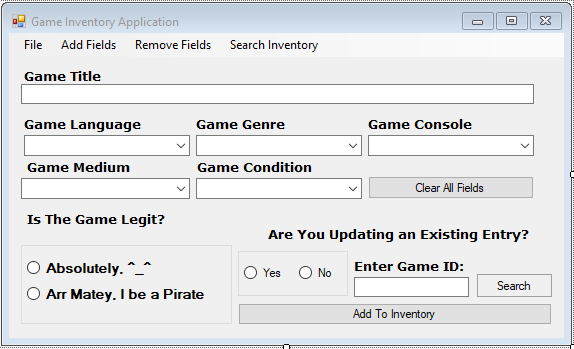 Game Inventory Application
File Add Fields Remove Fields Search Inventory
Game Title
Game Language Game Genre Game Console
Game Medium Game Condition
Clear All Fields
Is The Game Legit?
Are You Updating an Existing Entry?
Absolutely. ^_^
Arr Matey, I be a Pirate
Yes No
Enter Game ID:
Search
Add To Inventory